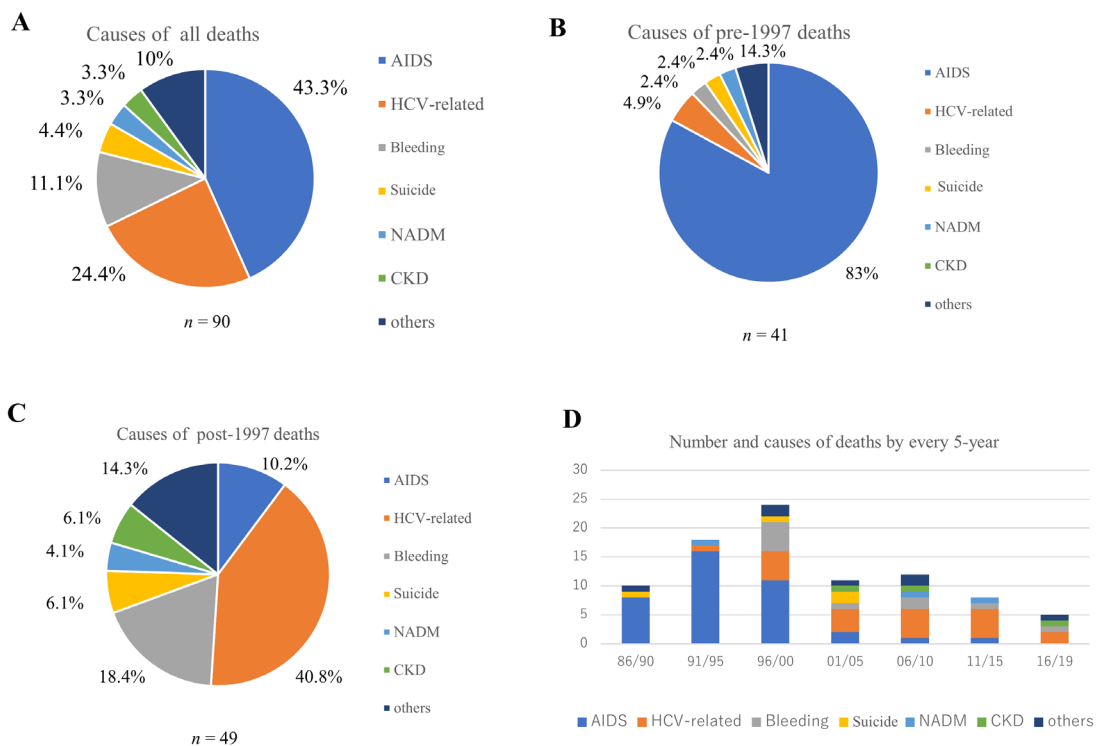 A
Causes of all deaths
10%
3.3%
3.3%
4.4%
11.1%
24.4%
43.3%
AIDS
HCV-related
Bleeding
Suicide
NADM
CKD
others
n = 90
B
Causes of pre-1997 deaths
14.3%
2.4%
2.4%
2.4%
4.9%
83%
AIDS
HCV-related
Bleeding
Suicide
NADM
CKD
others
n = 41
C
Causes of post-1997 deaths
14.3%
10.2%
6.1%
4.1%
6.1%
18.4%
40.8%
AIDS
HCV-related
Bleeding
Suicide
NADM
CKD
others
n = 49
D
Number and causes of deaths by every 5-year
30
25
20
15
10
5
0
86/90 91/95 96/00 01/05 06/10 11/15 16/19
AIDS HCV-related Bleeding Suicide NADM CKD others